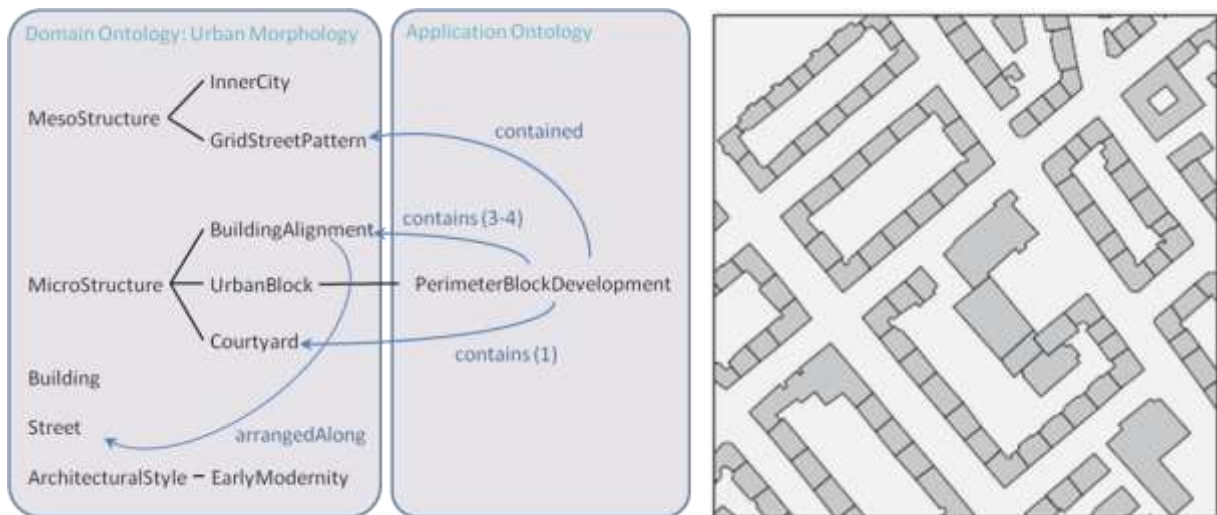 Domain Ontology: Urban Morphology
Application Ontology
InnerCity
MesoStructure
GridStreetPattern
contained
contains (3-4)
BuildingAlignment
MicroStructure
UrbanBlock
PerimeterBlockDevelopment
Courtyard
contains (1)
Building
Street
arrangedAlong
ArchitecturalStyle
EarlyModernity